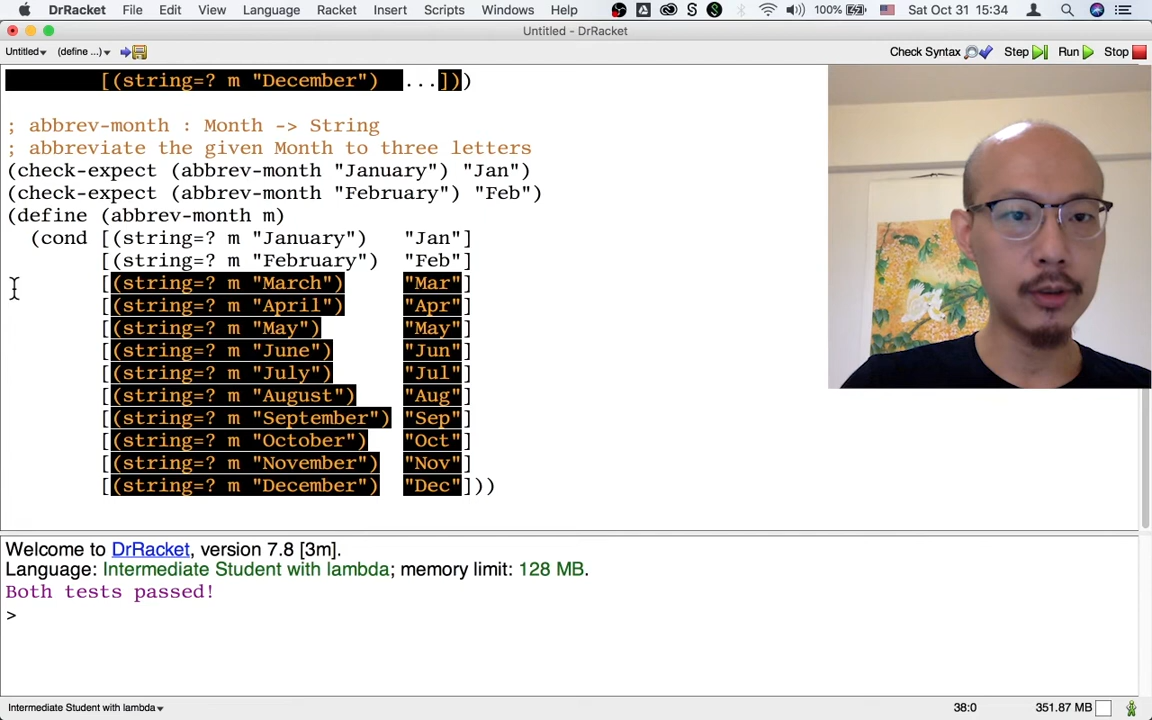 DrRacket File Edit View Language Racket Insert Scripts Windows Help 100% Sat Oct 31 15:34
Untitled - DrRacket
Untitled (define ...) Check Syntax Step Run Stop
[(string=? m "December") ...]))
; abbrev-month : Month -> String
; abbreviate the given Month to three letters
(check-expect (abbrev-month "January") "Jan")
(check-expect (abbrev-month "February") "Feb")
(define (abbrev-month m)
(cond [(string=? m "January") "Jan"]
[(string=? m "February") "Feb"]
[(string=? m "March") "Mar"]
[(string=? m "April") "Apr"]
[(string=? m "May") "May"]
[(string=? m "June") "Jun"]
[(string=? m "July") "Jul"]
[(string=? m "August") "Aug"]
[(string=? m "September") "Sep"]
[(string=? m "October") "Oct"]
[(string=? m "November") "Nov"]
[(string=? m "December") "Dec"]))
Welcome to DrRacket, version 7.8 [3m].
Language: Intermediate Student with lambda; memory limit: 128 MB.
Both tests passed!
>
Intermediate Student with lambda 38:0 351.87 MB